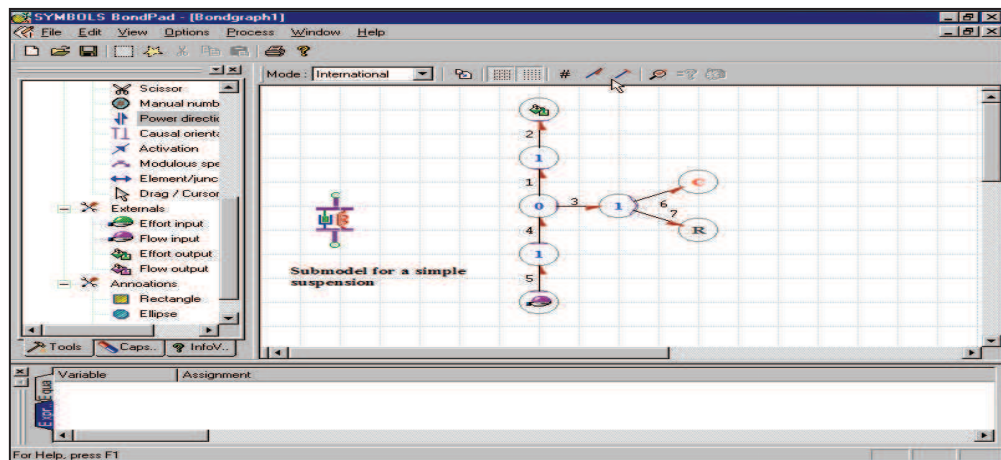 SYMBOLS BondPad - [Bondgraph1]
File Edit View Options Process Window Help
Mode : International
#
=?
Scissor
Manual numb
Power directic
Causal orienta
Activation
Modulous spe
Element/junc
Drag / Cursor
Externals
Effort input
Flow input
Effort output
Flow output
Annoations
Rectangle
Ellipse
Tools Caps.. InfoV..
2
1
1
0 3 1 C
6
7
R
4
1
5
Submodel for a simple
suspension
Variable Assignment
Equa
Expr.
For Help, press F1